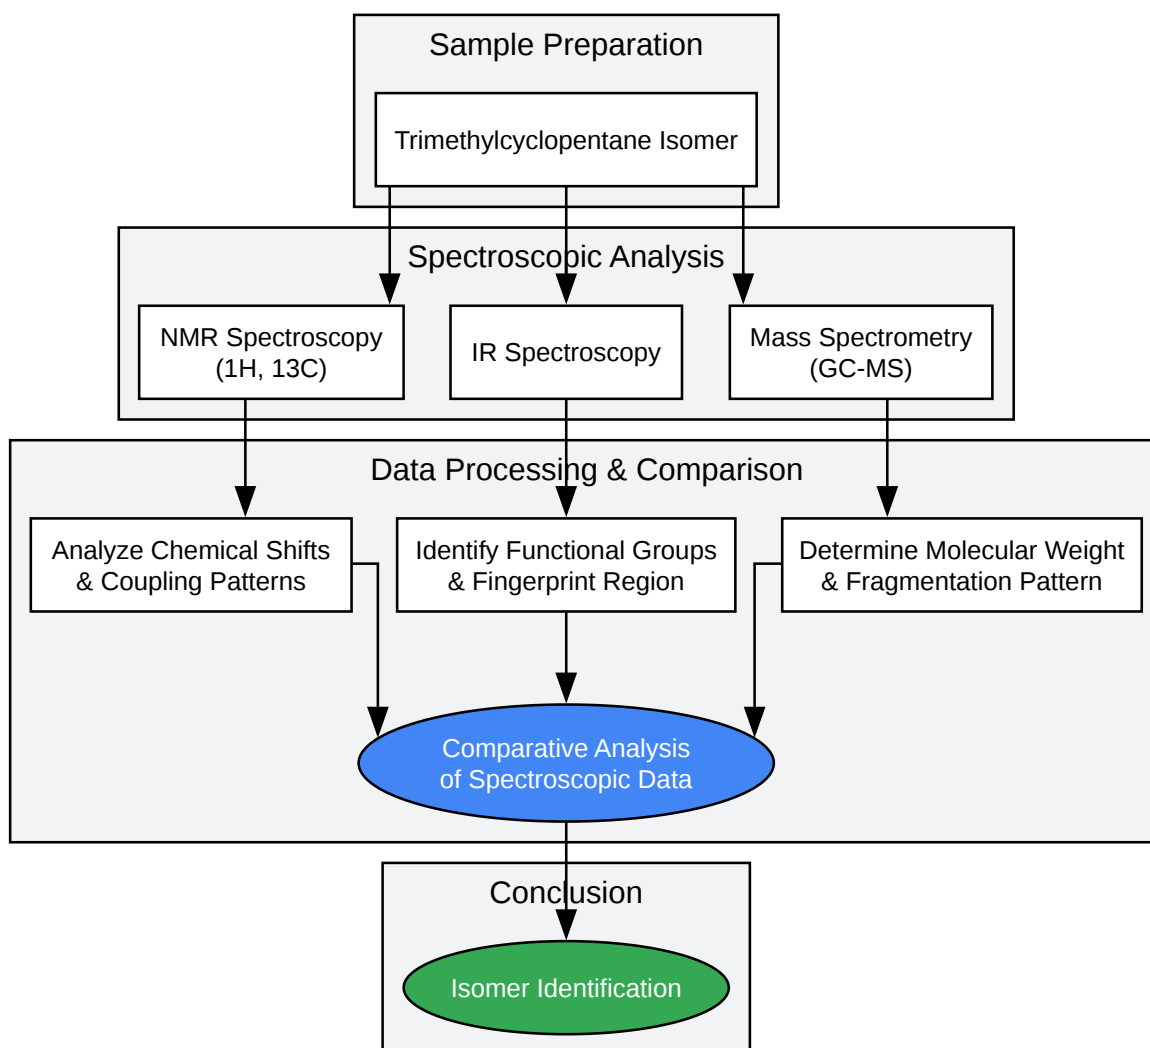 Sample Preparation
Trimethylcyclopentane Isomer
Spectroscopic Analysis
NMR Spectroscopy
(1H, 13C)
IR Spectroscopy
Mass Spectrometry
(GC-MS)
Data Processing & Comparison
Analyze Chemical Shifts
& Coupling Patterns
Identify Functional Groups
& Fingerprint Region
Determine Molecular Weight
& Fragmentation Pattern
Comparative Analysis
of Spectroscopic Data
Conclusion
Isomer Identification